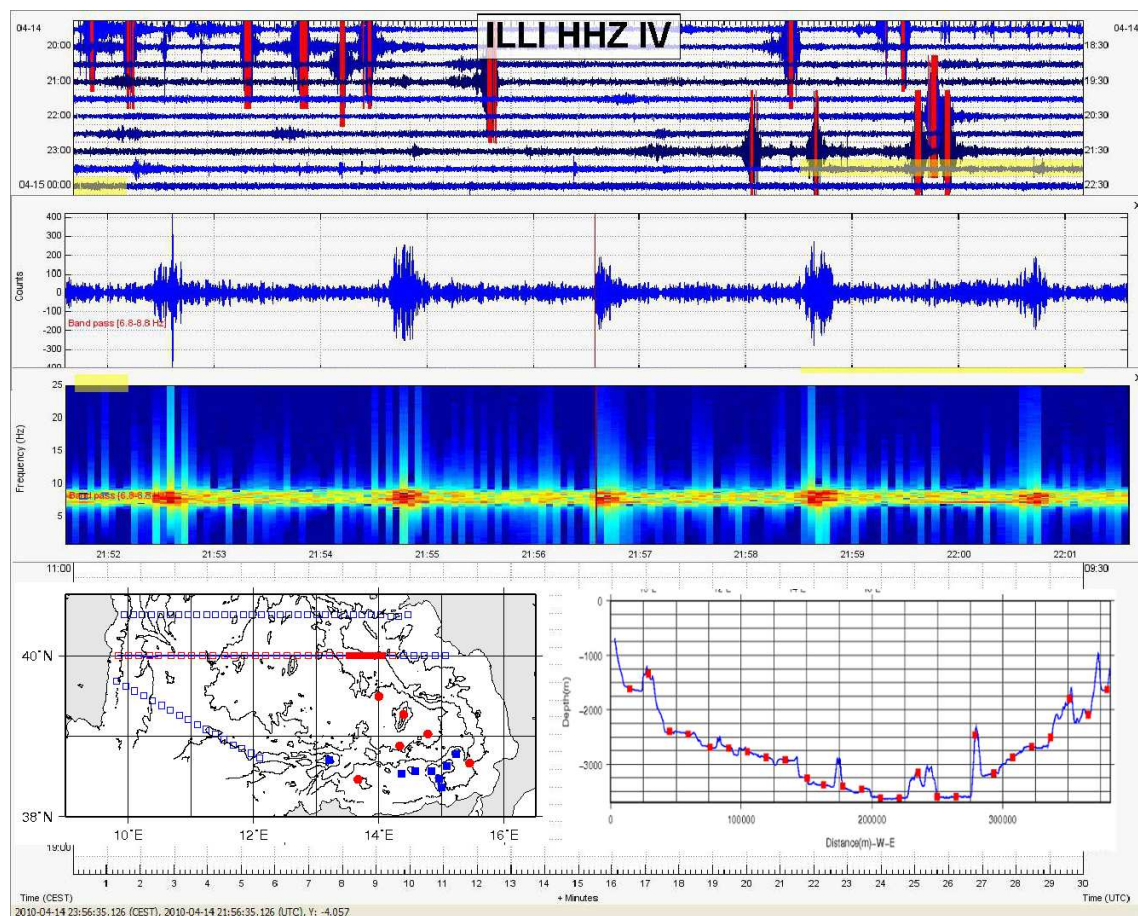 ILLI HHZ IV
04-14
04-14
20:00
18:30
21:00
19:30
22:00
20:30
23:00
21:30
04-15 00:00
22:30
x
400
300
200
100
0
-100
-200
-300
400
Counts
Band pass [6.8-8.8 Hz]
x
25
20
15
10
5
Frequency (Hz)
Band pass [6.8-8.8
21:52 21:53 21:54 21:55 21:56 21:57 21:58 21:59 22:00 22:01
11:00
09:30
40°N
38°N
10°E 12°E 14°E 16°E
0
-1000
-2000
-3000
Depth(m)
0 100000 200000 300000
Distance(m)-W-E
19:00
1 2 3 4 5 6 7 8 9 10 11 12 13 14 15 16 17 18 19 20 21 22 23 24 25 26 27 28 29 30
Time (CEST) + Minutes Time (UTC)
2010-04-14 23:56:35.126 (CEST), 2010-04-14 21:56:35.126 (UTC), Y: -4.057